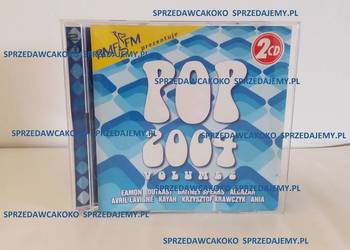 SPRZEDAWCAKOKO · SPRZEDAJEMY.PL
SPRZEDAWCAKOKO · SPRZEDAJEMY.PL
RMF FM
prezentuje
2CD
SPRZEDAWCAKOKO · SPRZEDAJEMY.PL
POP
SPRZEDAWCAKOKO · SPRZEDAJEMY.PL
VOLUME
EAMON OUTKAST BRITNEY SPEARS ALCAZAR
AVRIL LAVIGNE KAYAH KRZYSZTOF KRAWCZYK ANIA
SPRZEDAWCAKOKO · SPRZEDAJEMY.PL